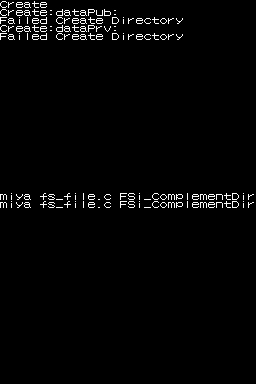 Create
Create:dataPub:
Failed Create Directory
Create:dataPrv:
Failed Create Directory
miya fs_file.c FSi_ComplementDir
miya fs_file.c FSi_ComplementDir